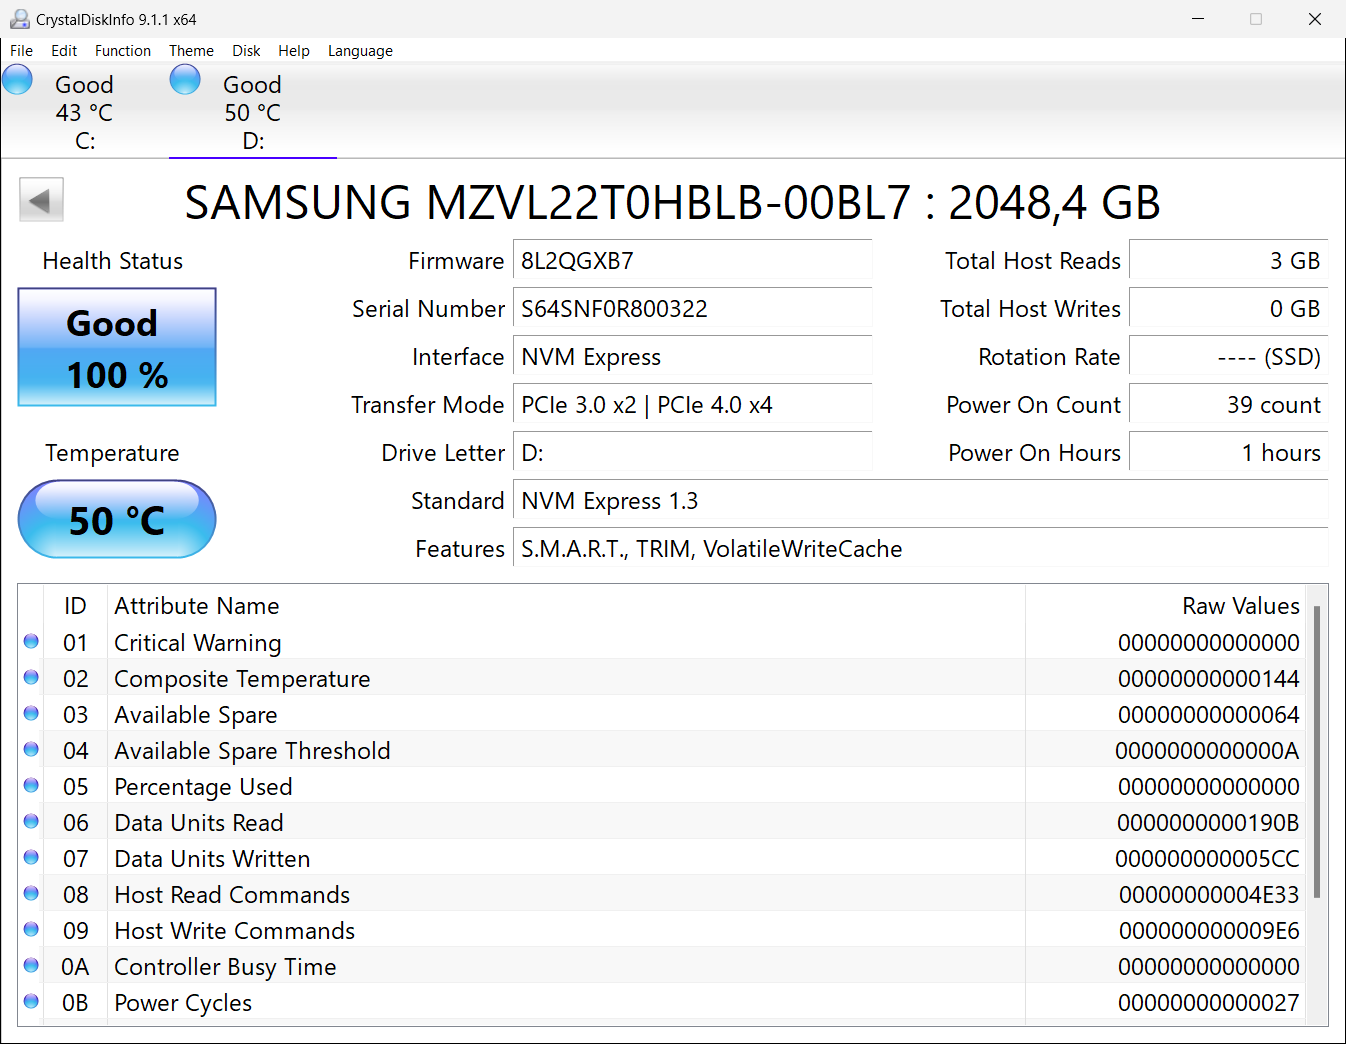 CrystalDiskInfo 9.1.1 x64
File Edit Function Theme Disk Help Language
Good Good
43 °C 50 °C
C: D:
SAMSUNG MZVL22T0HBLB-00BL7 : 2048,4 GB
Health Status
Good
100 %
Temperature
50 °C
Firmware 8L2QGXB7
Serial Number S64SNF0R800322
Interface NVM Express
Transfer Mode PCIe 3.0 x2 | PCIe 4.0 x4
Drive Letter D:
Standard NVM Express 1.3
Features S.M.A.R.T., TRIM, VolatileWriteCache
Total Host Reads 3 GB
Total Host Writes 0 GB
Rotation Rate ---- (SSD)
Power On Count 39 count
Power On Hours 1 hours
ID Attribute Name Raw Values
01 Critical Warning 00000000000000
02 Composite Temperature 00000000000144
03 Available Spare 00000000000064
04 Available Spare Threshold 0000000000000A
05 Percentage Used 00000000000000
06 Data Units Read 0000000000190B
07 Data Units Written 000000000005CC
08 Host Read Commands 00000000004E33
09 Host Write Commands 000000000009E6
0A Controller Busy Time 00000000000000
0B Power Cycles 00000000000027